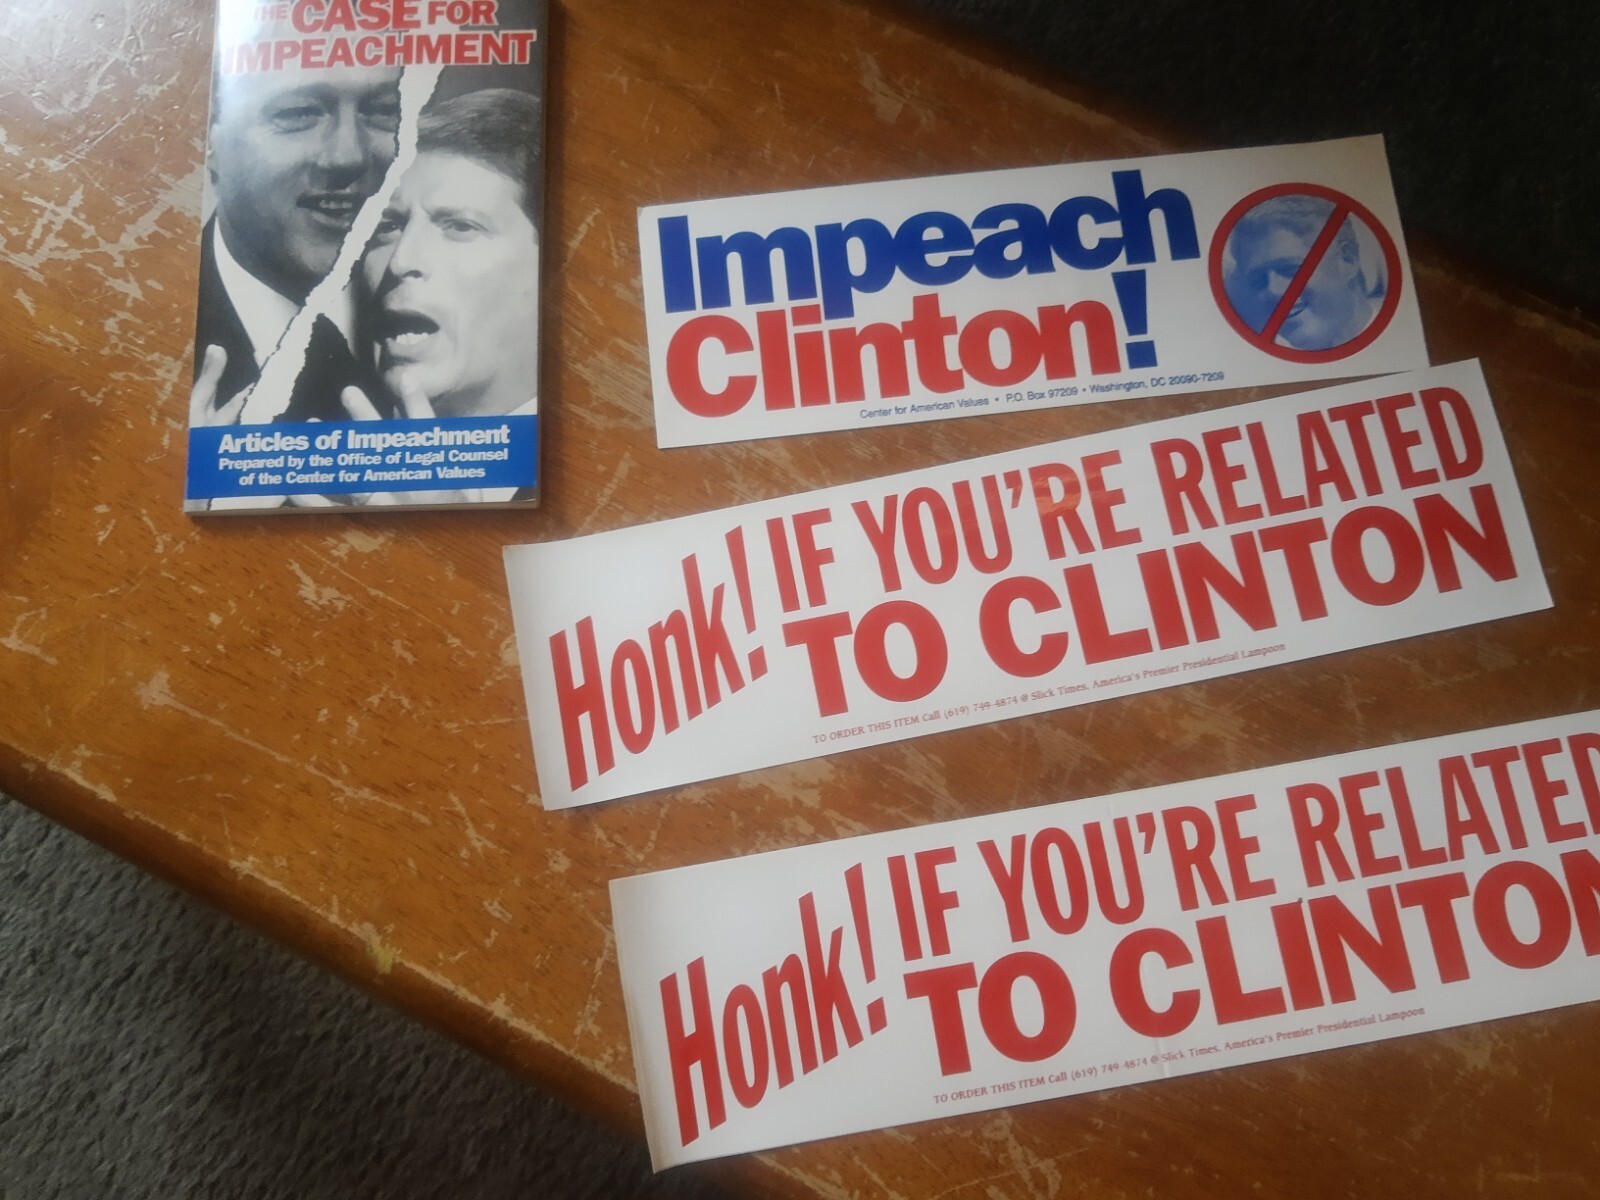 THE CASE FOR
IMPEACHMENT
Articles of Impeachment
Prepared by the Office of Legal Counsel
of the Center for American Values
Impeach
Clinton!
Center for American Values • P.O. Box 97209 • Washington, DC 20090-7209
Honk! IF YOU'RE RELATED
TO CLINTON
TO ORDER THIS ITEM Call (619) 749-4874 @ Slick Times, America's Premier Presidential Lampoon
Honk! IF YOU'RE RELATED
TO CLINTON
TO ORDER THIS ITEM Call (619) 749-4874 @ Slick Times, America's Premier Presidential Lampoon